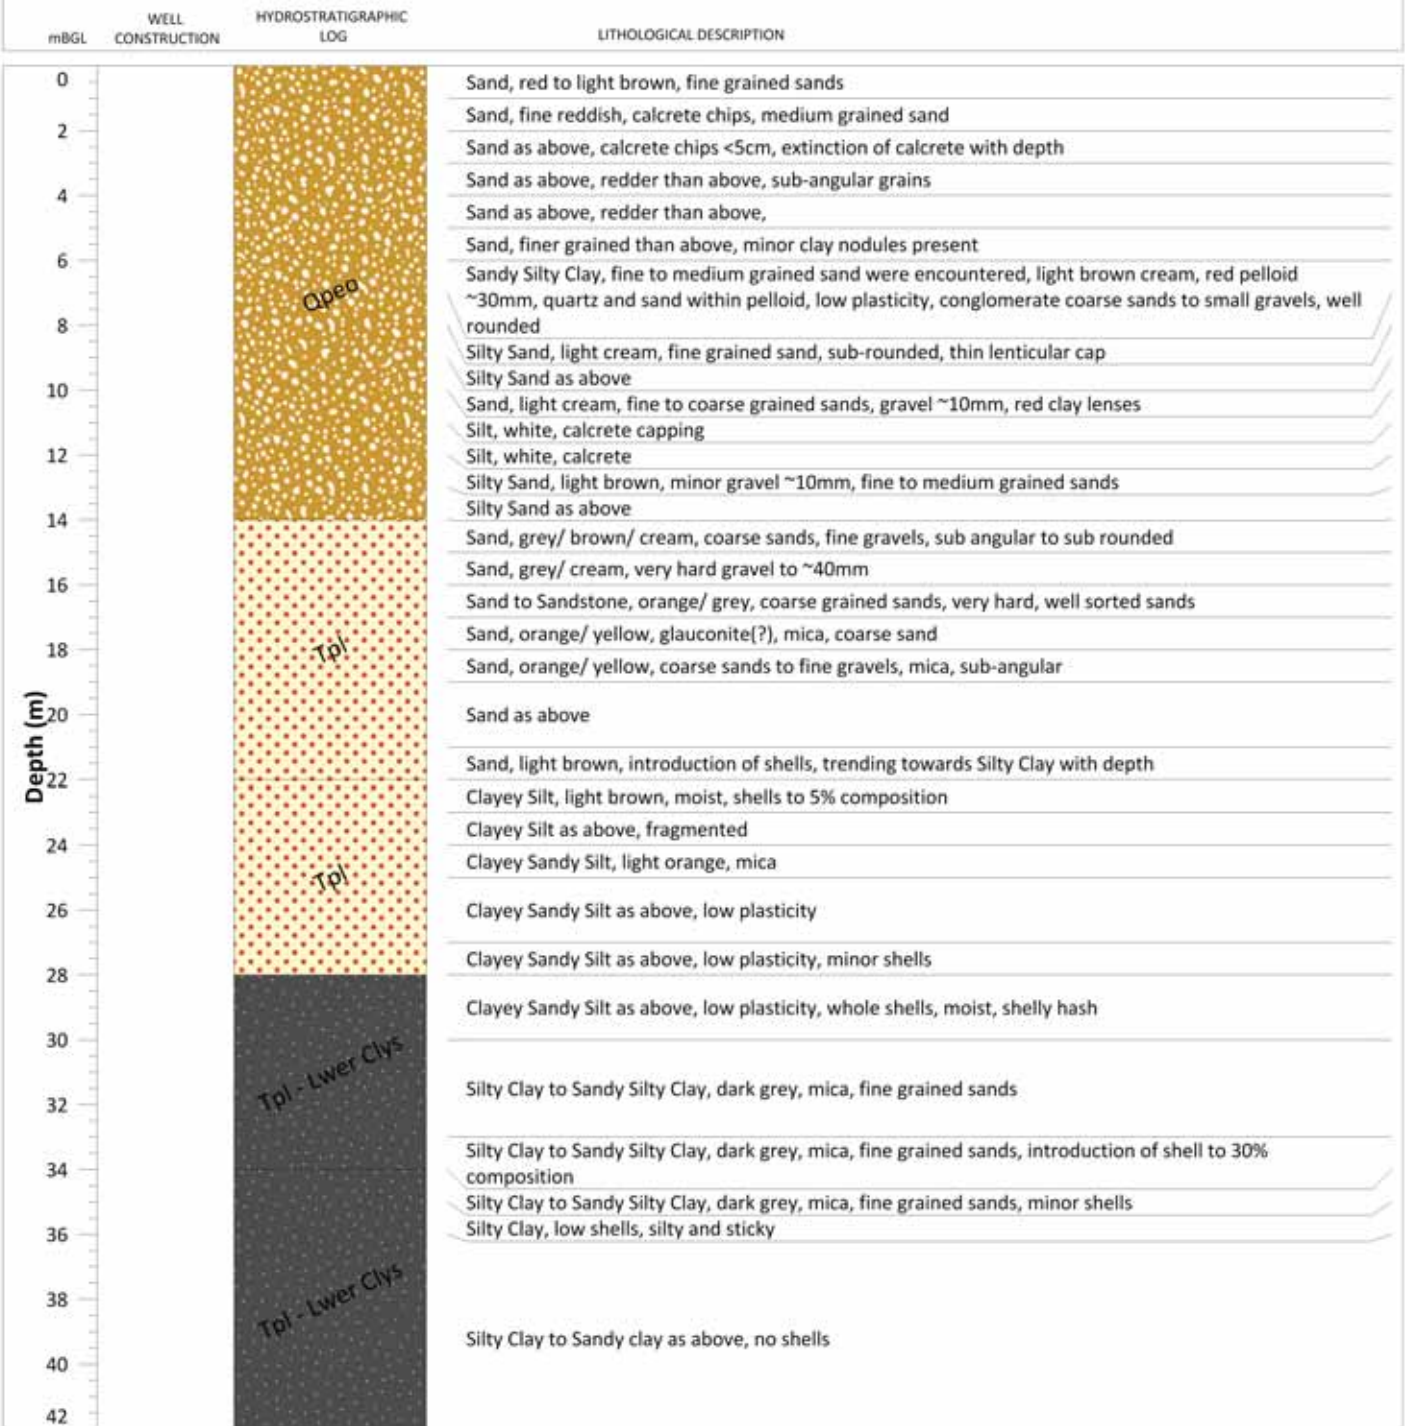 mBGL
WELL
CONSTRUCTION
HYDROSTRATIGRAPHIC
LOG
LITHOLOGICAL DESCRIPTION
Depth (m)
0
2
4
6
8
10
12
14
16
18
20
22
24
26
28
30
32
34
36
38
40
42
Qpeo
Tpl
Tpl
Tpl - Lwer Clys
Tpl - Lwer Clys
Sand, red to light brown, fine grained sands
Sand, fine reddish, calcrete chips, medium grained sand
Sand as above, calcrete chips <5cm, extinction of calcrete with depth
Sand as above, redder than above, sub-angular grains
Sand as above, redder than above,
Sand, finer grained than above, minor clay nodules present
Sandy Silty Clay, fine to medium grained sand were encountered, light brown cream, red pelloid
~30mm, quartz and sand within pelloid, low plasticity, conglomerate coarse sands to small gravels, well
rounded
Silty Sand, light cream, fine grained sand, sub-rounded, thin lenticular cap
Silty Sand as above
Sand, light cream, fine to coarse grained sands, gravel ~10mm, red clay lenses
Silt, white, calcrete capping
Silt, white, calcrete
Silty Sand, light brown, minor gravel ~10mm, fine to medium grained sands
Silty Sand as above
Sand, grey/ brown/ cream, coarse sands, fine gravels, sub angular to sub rounded
Sand, grey/ cream, very hard gravel to ~40mm
Sand to Sandstone, orange/ grey, coarse grained sands, very hard, well sorted sands
Sand, orange/ yellow, glauconite(?), mica, coarse sand
Sand, orange/ yellow, coarse sands to fine gravels, mica, sub-angular
Sand as above
Sand, light brown, introduction of shells, trending towards Silty Clay with depth
Clayey Silt, light brown, moist, shells to 5% composition
Clayey Silt as above, fragmented
Clayey Sandy Silt, light orange, mica
Clayey Sandy Silt as above, low plasticity
Clayey Sandy Silt as above, low plasticity, minor shells
Clayey Sandy Silt as above, low plasticity, whole shells, moist, shelly hash
Silty Clay to Sandy Silty Clay, dark grey, mica, fine grained sands
Silty Clay to Sandy Silty Clay, dark grey, mica, fine grained sands, introduction of shell to 30%
composition
Silty Clay to Sandy Silty Clay, dark grey, mica, fine grained sands, minor shells
Silty Clay, low shells, silty and sticky
Silty Clay to Sandy clay as above, no shells